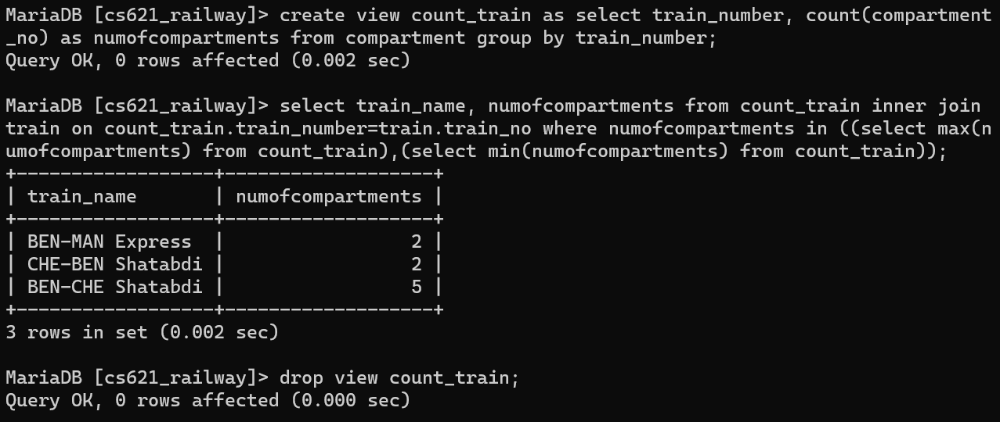 MariaDB [cs621_railway]> create view count_train as select train_number, count(compartment
_no) as numofcompartments from compartment group by train_number;
Query OK, 0 rows affected (0.002 sec)

MariaDB [cs621_railway]> select train_name, numofcompartments from count_train inner join
train on count_train.train_number=train.train_no where numofcompartments in ((select max(n
umofcompartments) from count_train),(select min(numofcompartments) from count_train));
+-----------------+-------------------+
| train_name       | numofcompartments |
+-----------------+-------------------+
| BEN-MAN Express  |                 2 |
| CHE-BEN Shatabdi |                 2 |
| BEN-CHE Shatabdi |                 5 |
+-----------------+-------------------+
3 rows in set (0.002 sec)

MariaDB [cs621_railway]> drop view count_train;
Query OK, 0 rows affected (0.000 sec)